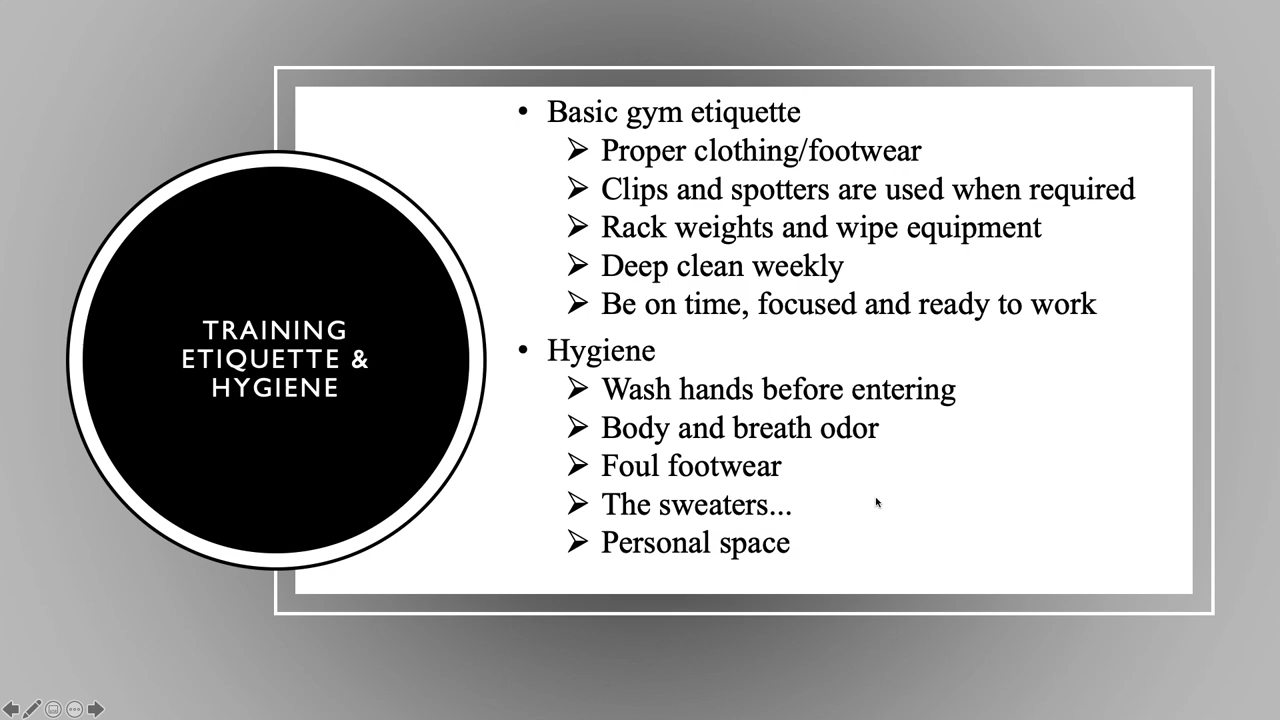 TRAINING
ETIQUETTE &
HYGIENE
• Basic gym etiquette
➢ Proper clothing/footwear
➢ Clips and spotters are used when required
➢ Rack weights and wipe equipment
➢ Deep clean weekly
➢ Be on time, focused and ready to work
• Hygiene
➢ Wash hands before entering
➢ Body and breath odor
➢ Foul footwear
➢ The sweaters...
➢ Personal space